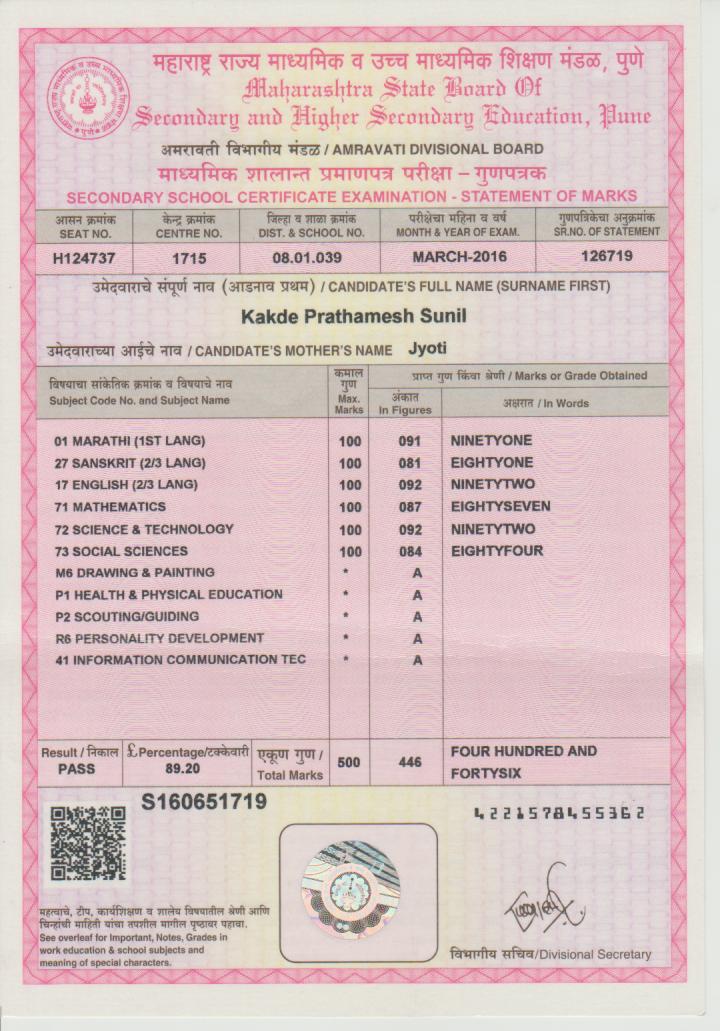 महाराष्ट्र राज्य माध्यमिक व उच्च माध्यमिक शिक्षण मंडळ, पुणे
Maharashtra State Board Of
Secondary and Higher Secondary Education, Pune
अमरावती विभागीय मंडळ / AMRAVATI DIVISIONAL BOARD
माध्यमिक शालान्त प्रमाणपत्र परीक्षा – गुणपत्रक
SECONDARY SCHOOL CERTIFICATE EXAMINATION - STATEMENT OF MARKS
आसन क्रमांक केन्द्र क्रमांक जिल्हा व शाळा क्रमांक परीक्षेचा महिना व वर्ष गुणपत्रिकेचा अनुक्रमांक
SEAT NO. CENTRE NO. DIST. & SCHOOL NO. MONTH & YEAR OF EXAM. SR.NO. OF STATEMENT
H124737 1715 08.01.039 MARCH-2016 126719
उमेदवाराचे संपूर्ण नाव (आडनाव प्रथम) / CANDIDATE'S FULL NAME (SURNAME FIRST)
Kakde Prathamesh Sunil
उमेदवाराच्या आईचे नाव / CANDIDATE'S MOTHER'S NAME Jyoti
विषयाचा सांकेतिक क्रमांक व विषयाचे नाव
Subject Code No. and Subject Name
कमाल
गुण
Max.
Marks
प्राप्त गुण किंवा श्रेणी / Marks or Grade Obtained
अंकात
In Figures
अक्षरात / In Words
01 MARATHI (1ST LANG) 100 091 NINETYONE
27 SANSKRIT (2/3 LANG) 100 081 EIGHTYONE
17 ENGLISH (2/3 LANG) 100 092 NINETYTWO
71 MATHEMATICS 100 087 EIGHTYSEVEN
72 SCIENCE & TECHNOLOGY 100 092 NINETYTWO
73 SOCIAL SCIENCES 100 084 EIGHTYFOUR
M6 DRAWING & PAINTING * A
P1 HEALTH & PHYSICAL EDUCATION * A
P2 SCOUTING/GUIDING * A
R6 PERSONALITY DEVELOPMENT * A
41 INFORMATION COMMUNICATION TEC * A
Result / निकाल
PASS
£Percentage/टक्केवारी
89.20
एकूण गुण /
Total Marks
500 446
FOUR HUNDRED AND
FORTYSIX
S160651719
4221578455362
महत्वाचे, टीप, कार्यशिक्षण व शालेय विषयातील श्रेणी आणि
चिन्हांची माहिती यांचा तपशील मागील पृष्ठावर पहावा.
See overleaf for Important, Notes, Grades in
work education & school subjects and
meaning of special characters.
विभागीय सचिव/Divisional Secretary